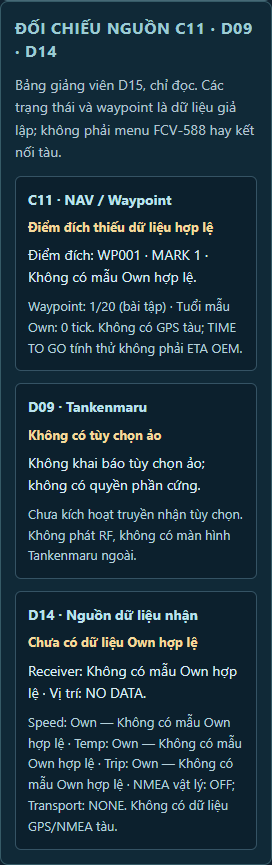 ĐỐI CHIẾU NGUỒN C11 · D09
· D14
Bảng giảng viên D15, chỉ đọc. Các
trạng thái và waypoint là dữ liệu giả
lập; không phải menu FCV-588 hay kết
nối tàu.
C11 · NAV / Waypoint
Điểm đích thiếu dữ liệu hợp lệ
Điểm đích: WP001 · MARK 1 ·
Không có mẫu Own hợp lệ.
Waypoint: 1/20 (bài tập) · Tuổi mẫu
Own: 0 tick. Không có GPS tàu; TIME
TO GO tính thử không phải ETA OEM.
D09 · Tankenmaru
Không có tùy chọn ảo
Không khai báo tùy chọn ảo;
không có quyền phần cứng.
Chưa kích hoạt truyền nhận tùy chọn.
Không phát RF, không có màn hình
Tankenmaru ngoài.
D14 · Nguồn dữ liệu nhận
Chưa có dữ liệu Own hợp lệ
Receiver: Không có mẫu Own hợp
lệ · Vị trí: NO DATA.
Speed: Own — Không có mẫu Own
hợp lệ · Temp: Own — Không có mẫu
Own hợp lệ · Trip: Own — Không có
mẫu Own hợp lệ · NMEA vật lý: OFF;
Transport: NONE. Không có dữ liệu
GPS/NMEA tàu.